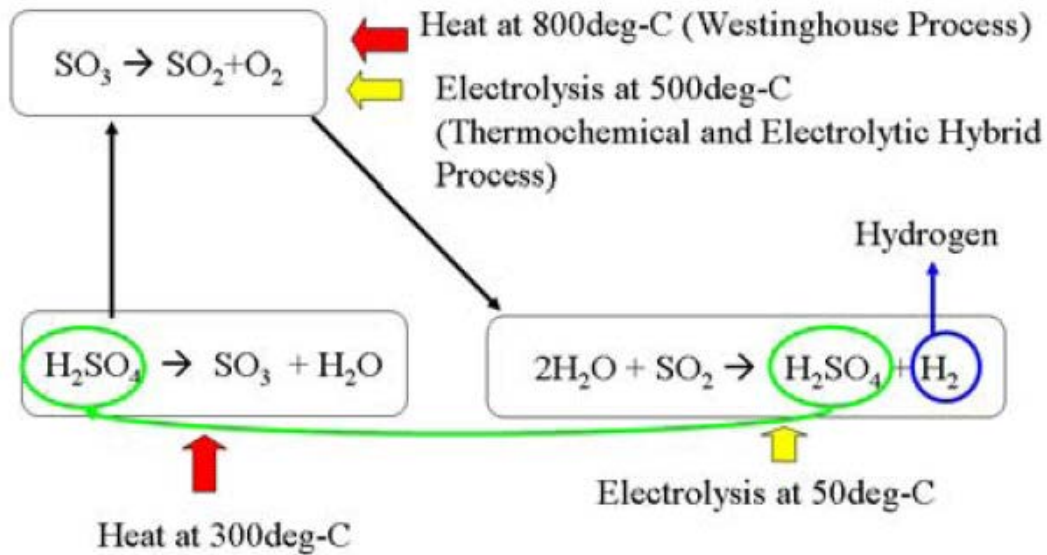 Heat at 800deg-C (Westinghouse Process)
SO₃ → SO₂+O₂
Electrolysis at 500deg-C
(Thermochemical and Electrolytic Hybrid
Process)
Hydrogen
H₂SO₄ → SO₃ + H₂O
2H₂O + SO₂ → H₂SO₄ + H₂
Electrolysis at 50deg-C
Heat at 300deg-C